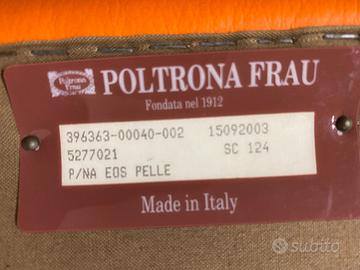 Poltrona
Frau
POLTRONA FRAU
Fondata nel 1912
396363-00040-002 15092003
5277021 SC 124
P/NA EOS PELLE
Made in Italy
subito